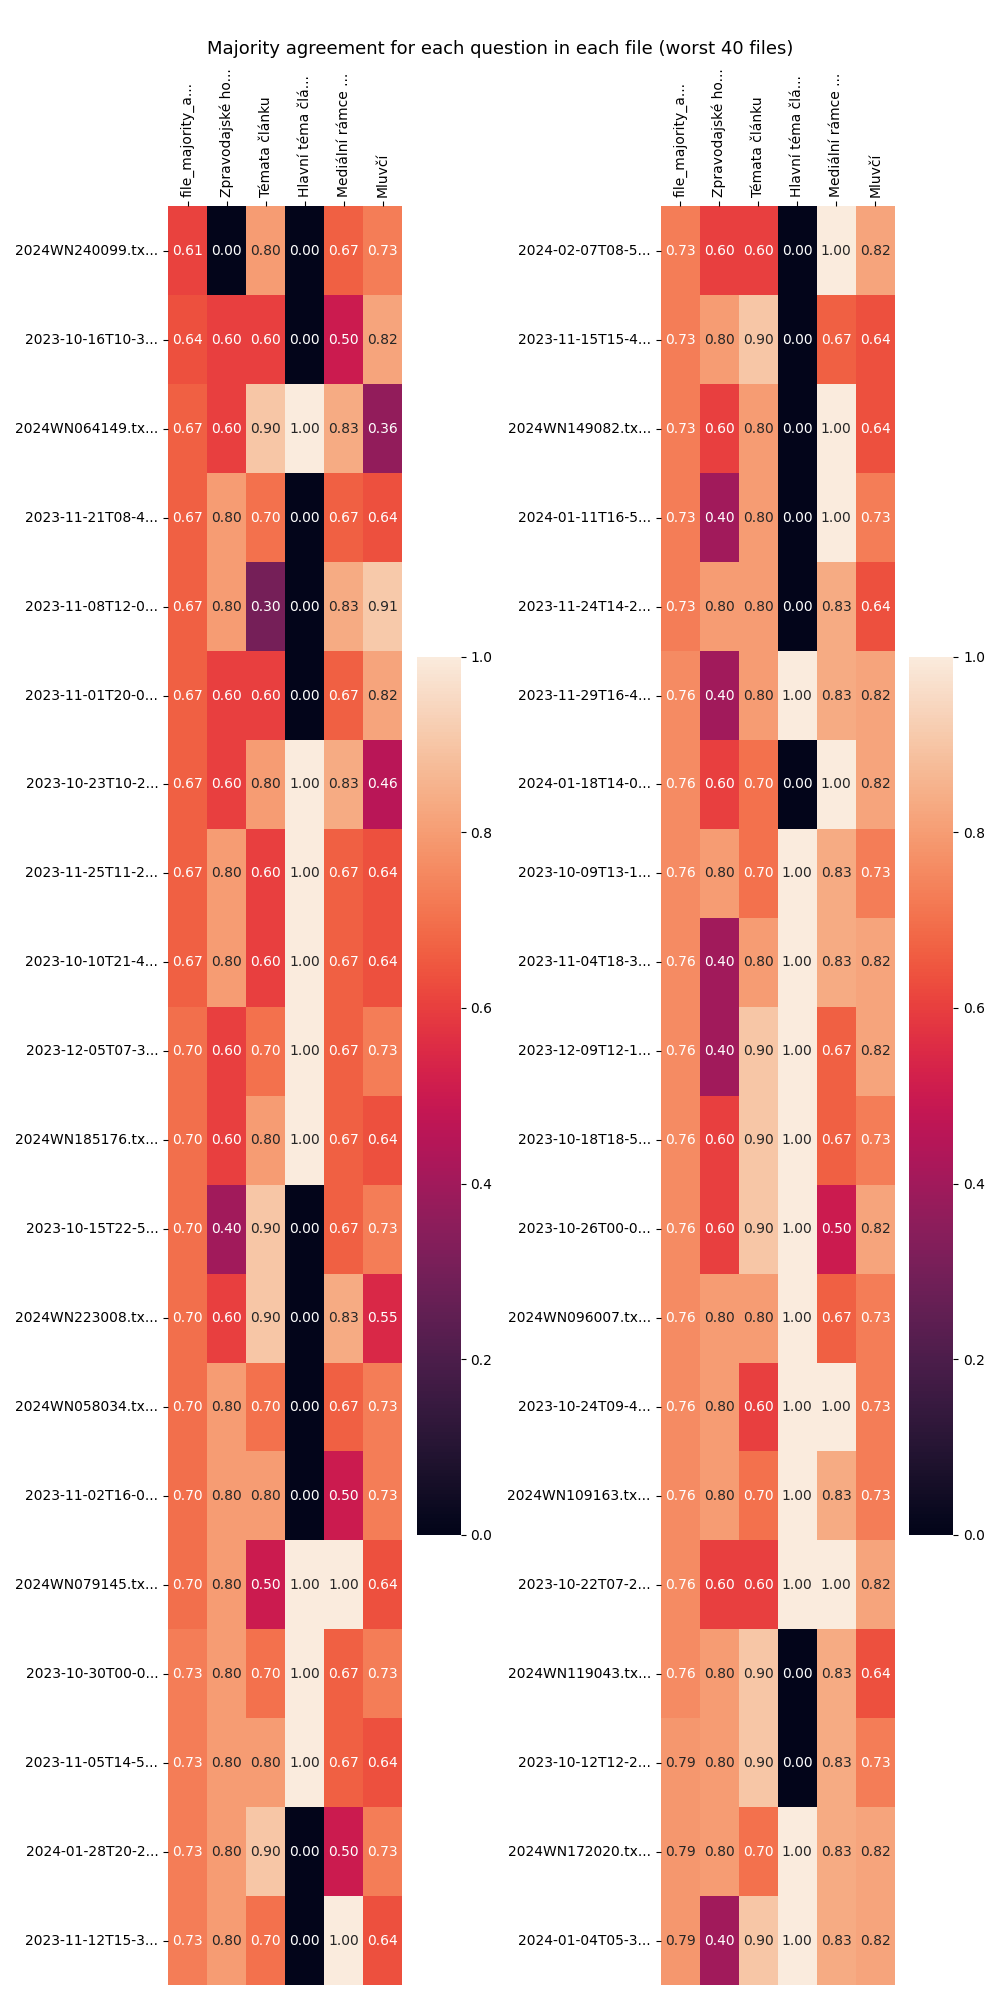 Majority agreement for each question in each file (worst 40 files)
file_majority_a... Zpravodajské ho... Témata článku Hlavní téma člá... Mediální rámce ... Mluvčí
2024WN240099.tx... 0.61 0.00 0.80 0.00 0.67 0.73
2023-10-16T10-3... 0.64 0.60 0.60 0.00 0.50 0.82
2024WN064149.tx... 0.67 0.60 0.90 1.00 0.83 0.36
2023-11-21T08-4... 0.67 0.80 0.70 0.00 0.67 0.64
2023-11-08T12-0... 0.67 0.80 0.30 0.00 0.83 0.91
2023-11-01T20-0... 0.67 0.60 0.60 0.00 0.67 0.82
2023-10-23T10-2... 0.67 0.60 0.80 1.00 0.83 0.46
2023-11-25T11-2... 0.67 0.80 0.60 1.00 0.67 0.64
2023-10-10T21-4... 0.67 0.80 0.60 1.00 0.67 0.64
2023-12-05T07-3... 0.70 0.60 0.70 1.00 0.67 0.73
2024WN185176.tx... 0.70 0.60 0.80 1.00 0.67 0.64
2023-10-15T22-5... 0.70 0.40 0.90 0.00 0.67 0.73
2024WN223008.tx... 0.70 0.60 0.90 0.00 0.83 0.55
2024WN058034.tx... 0.70 0.80 0.70 0.00 0.67 0.73
2023-11-02T16-0... 0.70 0.80 0.80 0.00 0.50 0.73
2024WN079145.tx... 0.70 0.80 0.50 1.00 1.00 0.64
2023-10-30T00-0... 0.73 0.80 0.70 1.00 0.67 0.73
2023-11-05T14-5... 0.73 0.80 0.80 1.00 0.67 0.64
2024-01-28T20-2... 0.73 0.80 0.90 0.00 0.50 0.73
2023-11-12T15-3... 0.73 0.80 0.70 0.00 1.00 0.64
1.0
0.8
0.6
0.4
0.2
0.0
file_majority_a... Zpravodajské ho... Témata článku Hlavní téma člá... Mediální rámce ... Mluvčí
2024-02-07T08-5... 0.73 0.60 0.60 0.00 1.00 0.82
2023-11-15T15-4... 0.73 0.80 0.90 0.00 0.67 0.64
2024WN149082.tx... 0.73 0.60 0.80 0.00 1.00 0.64
2024-01-11T16-5... 0.73 0.40 0.80 0.00 1.00 0.73
2023-11-24T14-2... 0.73 0.80 0.80 0.00 0.83 0.64
2023-11-29T16-4... 0.76 0.40 0.80 1.00 0.83 0.82
2024-01-18T14-0... 0.76 0.60 0.70 0.00 1.00 0.82
2023-10-09T13-1... 0.76 0.80 0.70 1.00 0.83 0.73
2023-11-04T18-3... 0.76 0.40 0.80 1.00 0.83 0.82
2023-12-09T12-1... 0.76 0.40 0.90 1.00 0.67 0.82
2023-10-18T18-5... 0.76 0.60 0.90 1.00 0.67 0.73
2023-10-26T00-0... 0.76 0.60 0.90 1.00 0.50 0.82
2024WN096007.tx... 0.76 0.80 0.80 1.00 0.67 0.73
2023-10-24T09-4... 0.76 0.80 0.60 1.00 1.00 0.73
2024WN109163.tx... 0.76 0.80 0.70 1.00 0.83 0.73
2023-10-22T07-2... 0.76 0.60 0.60 1.00 1.00 0.82
2024WN119043.tx... 0.76 0.80 0.90 0.00 0.83 0.64
2023-10-12T12-2... 0.79 0.80 0.90 0.00 0.83 0.73
2024WN172020.tx... 0.79 0.80 0.70 1.00 0.83 0.82
2024-01-04T05-3... 0.79 0.40 0.90 1.00 0.83 0.82
1.0
0.8
0.6
0.4
0.2
0.0